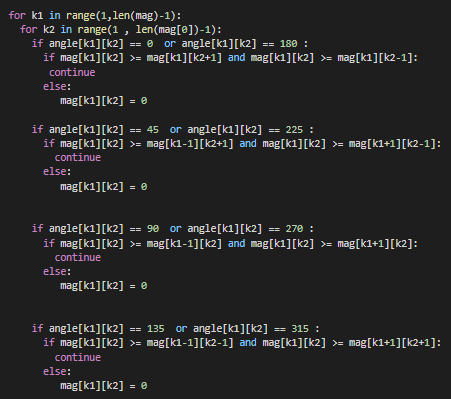 for k1 in range(1,len(mag)-1):
  for k2 in range(1 , len(mag[0])-1):
    if angle[k1][k2] == 0  or angle[k1][k2] == 180 :
      if mag[k1][k2] >= mag[k1][k2+1] and mag[k1][k2] >= mag[k1][k2-1]:
       continue
      else:
         mag[k1][k2] = 0
    if angle[k1][k2] == 45  or angle[k1][k2] == 225 :
      if mag[k1][k2] >= mag[k1-1][k2+1] and mag[k1][k2] >= mag[k1+1][k2-1]:
        continue
      else:
         mag[k1][k2] = 0
    if angle[k1][k2] == 90  or angle[k1][k2] == 270 :
      if mag[k1][k2] >= mag[k1-1][k2] and mag[k1][k2] >= mag[k1+1][k2]:
        continue
      else:
         mag[k1][k2] = 0
    if angle[k1][k2] == 135  or angle[k1][k2] == 315 :
      if mag[k1][k2] >= mag[k1-1][k2-1] and mag[k1][k2] >= mag[k1+1][k2+1]:
        continue
      else:
         mag[k1][k2] = 0